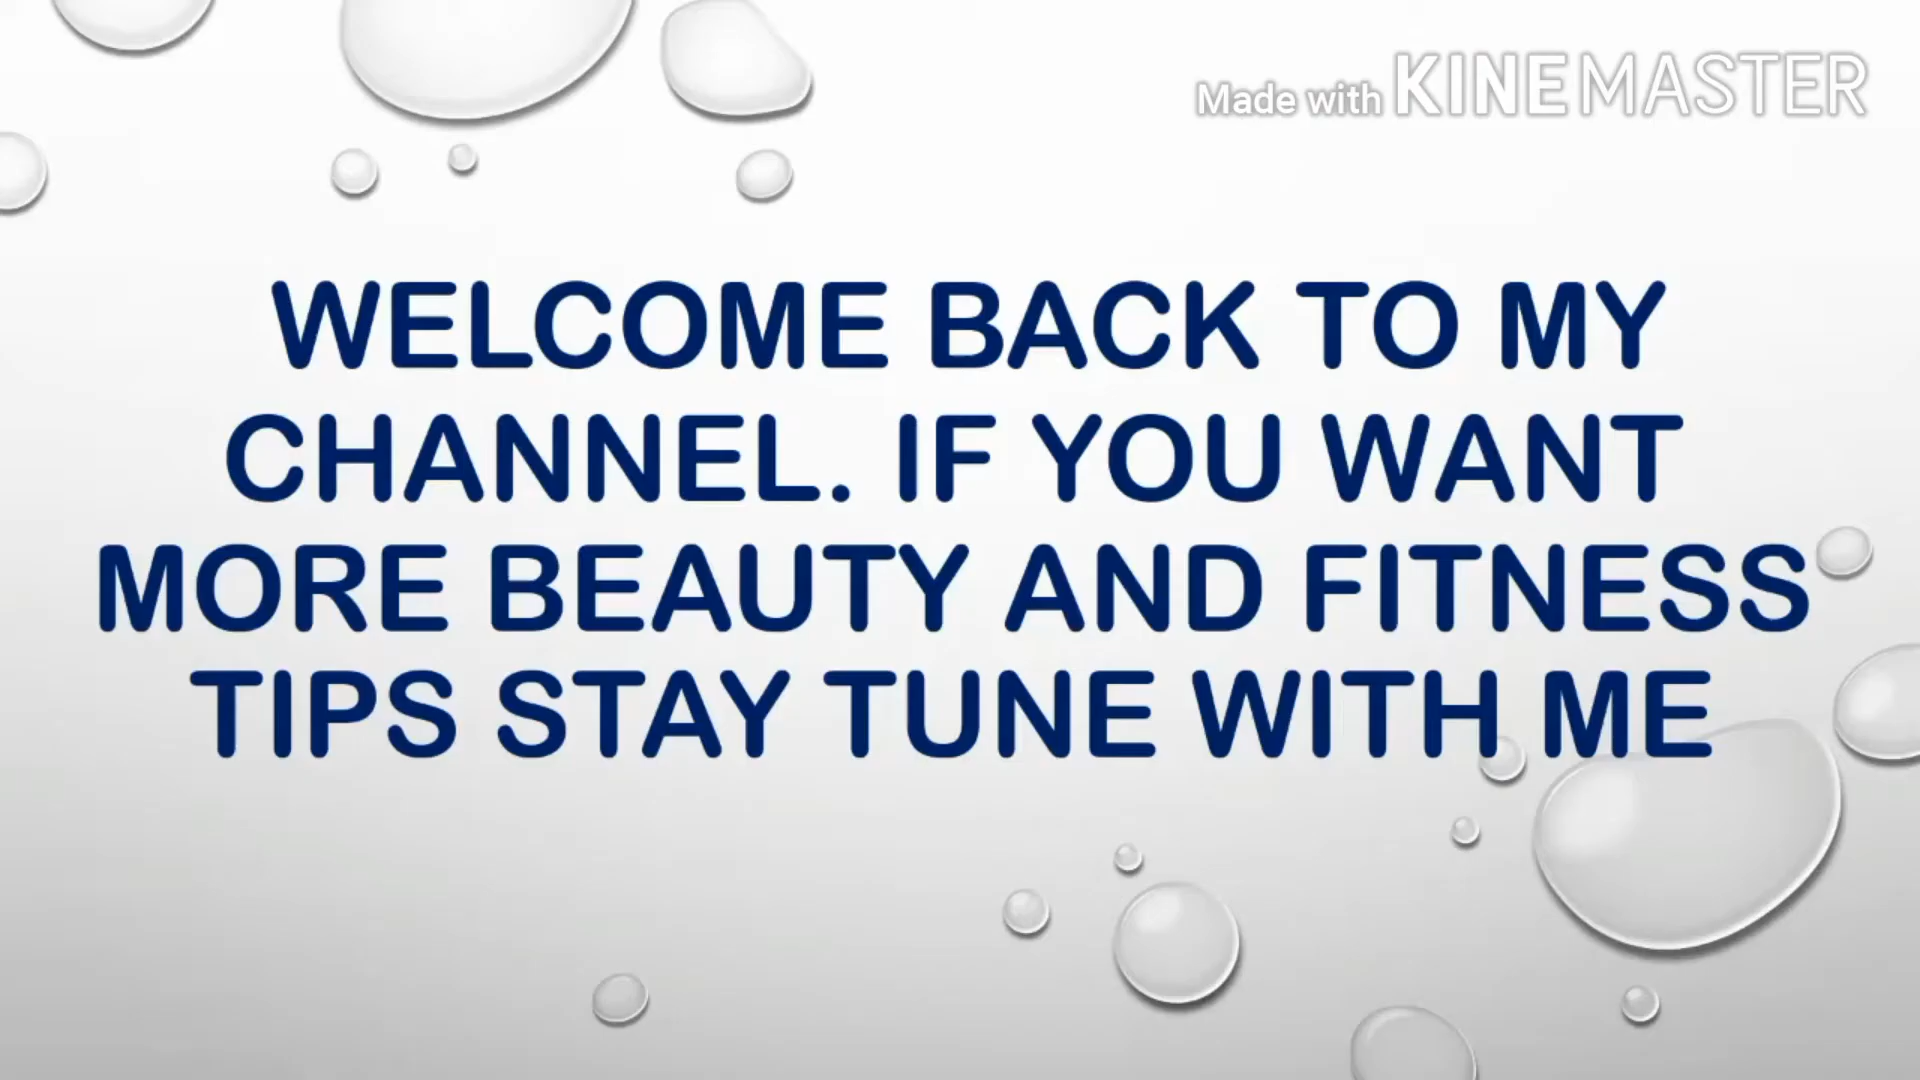 Made with KINEMASTER
WELCOME BACK TO MY
CHANNEL. IF YOU WANT
MORE BEAUTY AND FITNESS
TIPS STAY TUNE WITH ME